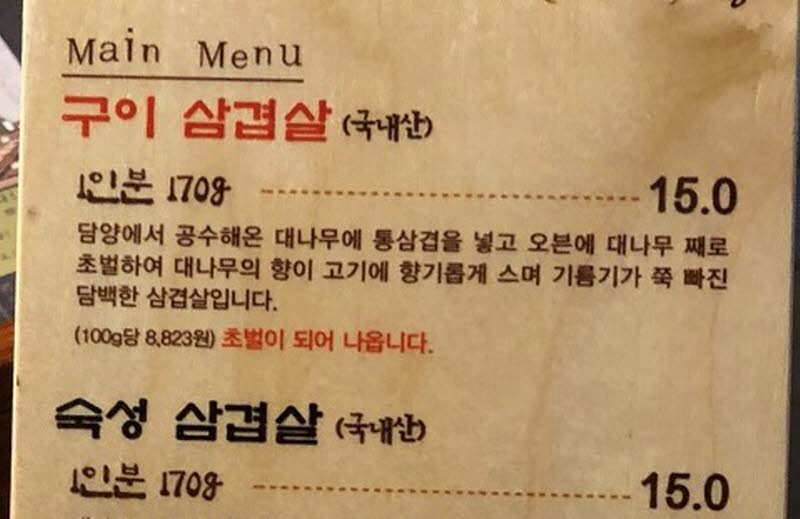 Main Menu
구이 삼겹살 (국내산)
1인분 170g 15.0
담양에서 공수해온 대나무에 통삼겹을 넣고 오븐에 대나무 째로
초벌하여 대나무의 향이 고기에 향기롭게 스며 기름기가 쭉 빠진
담백한 삼겹살입니다.
(100g당 8,823원) 초벌이 되어 나옵니다.
숙성 삼겹살 (국내산)
1인분 170g 15.0